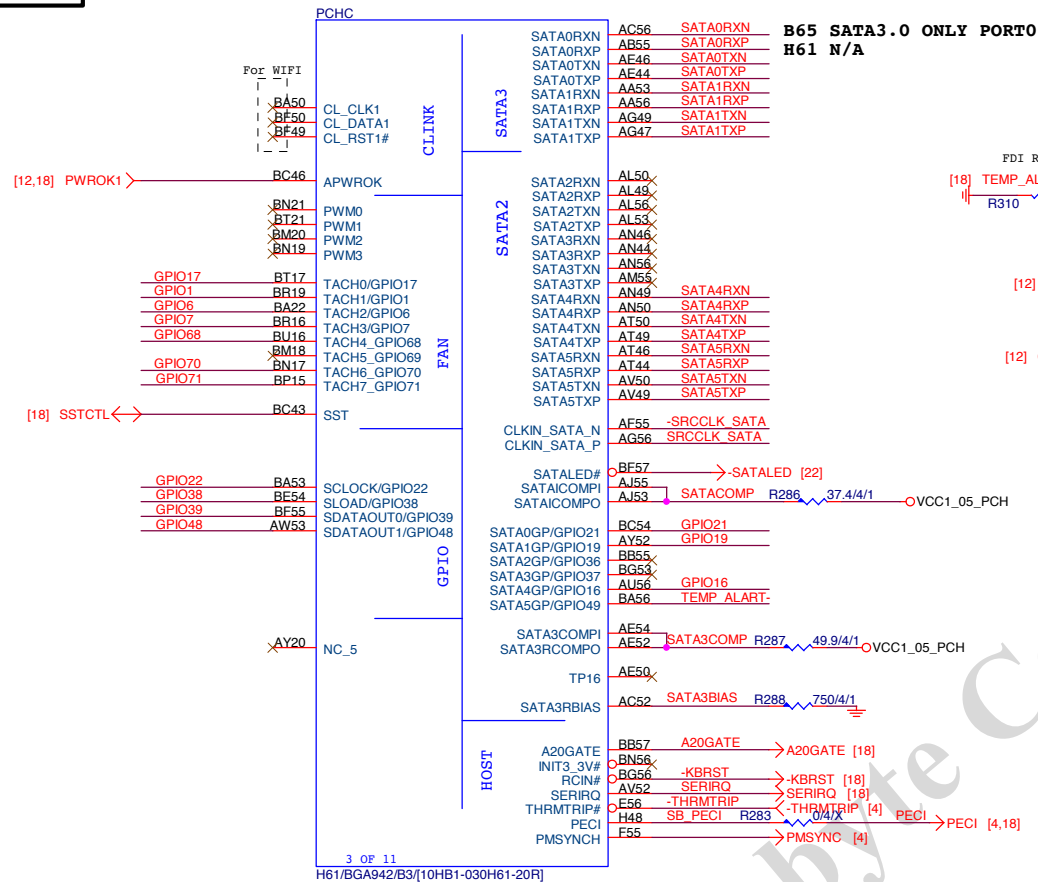 PCHC
B65 SATA3.0 ONLY PORT0
H61 N/A
For WIFI
BA50 CL_CLK1
BF50 CL_DATA1
BF49 CL_RST1#
[12,18] PWROK1 BC46 APWROK
BN21 PWM0
BT21 PWM1
BM20 PWM2
BN19 PWM3
GPIO17 BT17 TACH0/GPIO17
GPIO1 BR19 TACH1/GPIO1
GPIO6 BA22 TACH2/GPIO6
GPIO7 BR16 TACH3/GPIO7
GPIO68 BU16 TACH4_GPIO68
BM18 TACH5_GPIO69
GPIO70 BN17 TACH6_GPIO70
GPIO71 BP15 TACH7_GPIO71
[18] SSTCTL BC43 SST
GPIO22 BA53 SCLOCK/GPIO22
GPIO38 BE54 SLOAD/GPIO38
GPIO39 BF55 SDATAOUT0/GPIO39
GPIO48 AW53 SDATAOUT1/GPIO48
AY20 NC_5
CLINK
FAN
GPIO
SATA3
SATA2
HOST
SATA0RXN AC56 SATA0RXN
SATA0RXP AB55 SATA0RXP
SATA0TXN AE46 SATA0TXN
SATA0TXP AE44 SATA0TXP
SATA1RXN AA53 SATA1RXN
SATA1RXP AA56 SATA1RXP
SATA1TXN AG49 SATA1TXN
SATA1TXP AG47 SATA1TXP
SATA2RXN AL50
SATA2RXP AL49
SATA2TXN AL56
SATA2TXP AL53
SATA3RXN AN46
SATA3RXP AN44
SATA3TXN AN56
SATA3TXP AM55
SATA4RXN AN49 SATA4RXN
SATA4RXP AN50 SATA4RXP
SATA4TXN AT50 SATA4TXN
SATA4TXP AT49 SATA4TXP
SATA5RXN AT46 SATA5RXN
SATA5RXP AT44 SATA5RXP
SATA5TXN AV50 SATA5TXN
SATA5TXP AV49 SATA5TXP
CLKIN_SATA_N AF55 -SRCCLK_SATA
CLKIN_SATA_P AG56 SRCCLK_SATA
SATALED# BF57 -SATALED [22]
SATAICOMPI AJ55
SATAICOMPO AJ53 SATACOMP R286 37.4/4/1 VCC1_05_PCH
SATA0GP/GPIO21 BC54 GPIO21
SATA1GP/GPIO19 AY52 GPIO19
SATA2GP/GPIO36 BB55
SATA3GP/GPIO37 BG53
SATA4GP/GPIO16 AU56 GPIO16
SATA5GP/GPIO49 BA56 TEMP_ALART-
SATA3COMPI AE54
SATA3RCOMPO AE52 SATA3COMP R287 49.9/4/1 VCC1_05_PCH
TP16 AE50
SATA3RBIAS AC52 SATA3BIAS R288 750/4/1
A20GATE BB57 A20GATE A20GATE [18]
INIT3_3V# BN56
RCIN# BG56 -KBRST -KBRST [18]
SERIRQ AV52 SERIRQ SERIRQ [18]
THRMTRIP# E56 -THRMTRIP -THRMTRIP [4]
PECI H48 SB_PECI R283 0/4/X PECI PECI [4,18]
PMSYNCH F55 PMSYNC [4]
FDI R
[18] TEMP_AL
R310
[12]
[12]
3 OF 11
H61/BGA942/B3/[10HB1-030H61-20R]
byte C